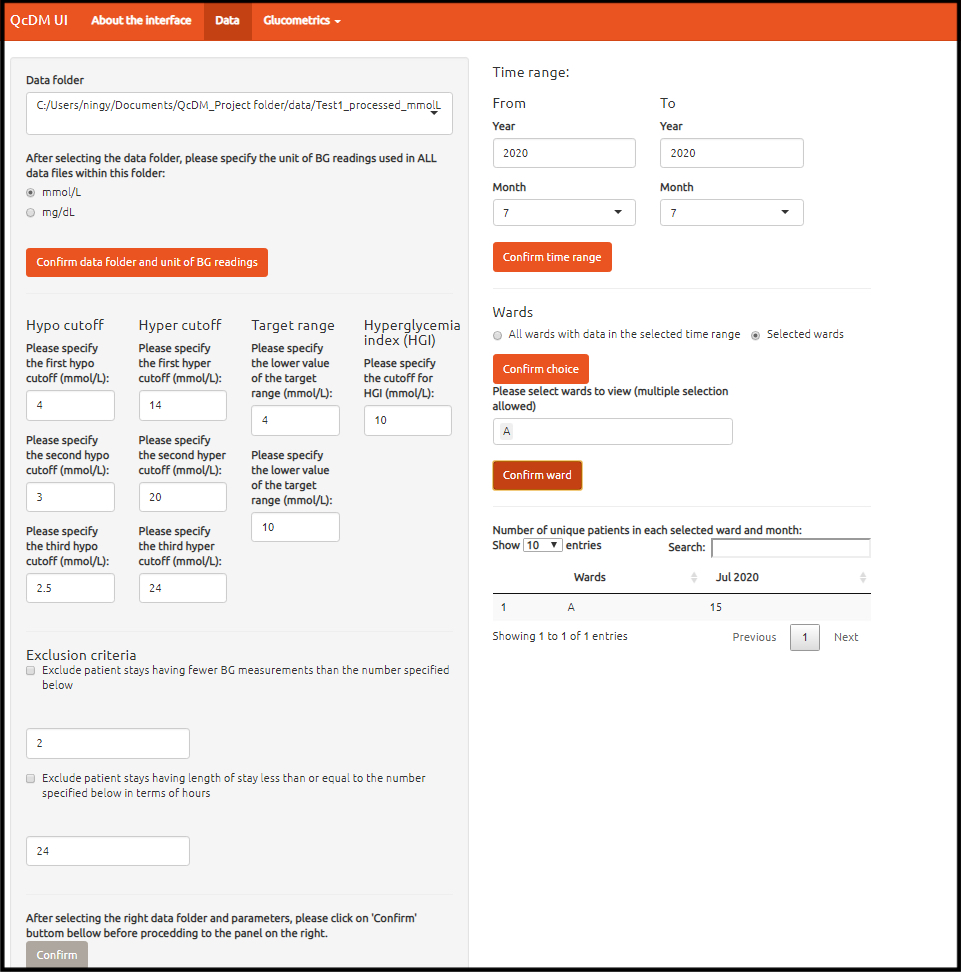 QcDM UI About the interface Data Glucometrics
Data folder
C:/Users/ningy/Documents/QcDM_Project folder/data/Test1_processed_mmolL
After selecting the data folder, please specify the unit of BG readings used in ALL
data files within this folder:
mmol/L
mg/dL
Confirm data folder and unit of BG readings
Hypo cutoff
Please specify
the first hypo
cutoff (mmol/L):
4
Please specify
the second hypo
cutoff (mmol/L):
3
Please specify
the third hypo
cutoff (mmol/L):
2.5
Hyper cutoff
Please specify
the first hyper
cutoff (mmol/L):
14
Please specify
the second hyper
cutoff (mmol/L):
20
Please specify
the third hyper
cutoff (mmol/L):
24
Target range
Please specify
the lower value
of the target
range (mmol/L):
4
Please specify
the lower value
of the target
range (mmol/L):
10
Hyperglycemia
index (HGI)
Please specify
the cutoff for
HGI (mmol/L):
10
Exclusion criteria
Exclude patient stays having fewer BG measurements than the number specified
below
2
Exclude patient stays having length of stay less than or equal to the number
specified below in terms of hours
24
After selecting the right data folder and parameters, please click on 'Confirm'
buttom bellow before procedding to the panel on the right.
Confirm
Time range:
From
Year
2020
Month
7
To
Year
2020
Month
7
Confirm time range
Wards
All wards with data in the selected time range Selected wards
Confirm choice
Please select wards to view (multiple selection
allowed)
A
Confirm ward
Number of unique patients in each selected ward and month:
Show 10 entries Search:
Wards Jul 2020
1 A 15
Showing 1 to 1 of 1 entries Previous 1 Next